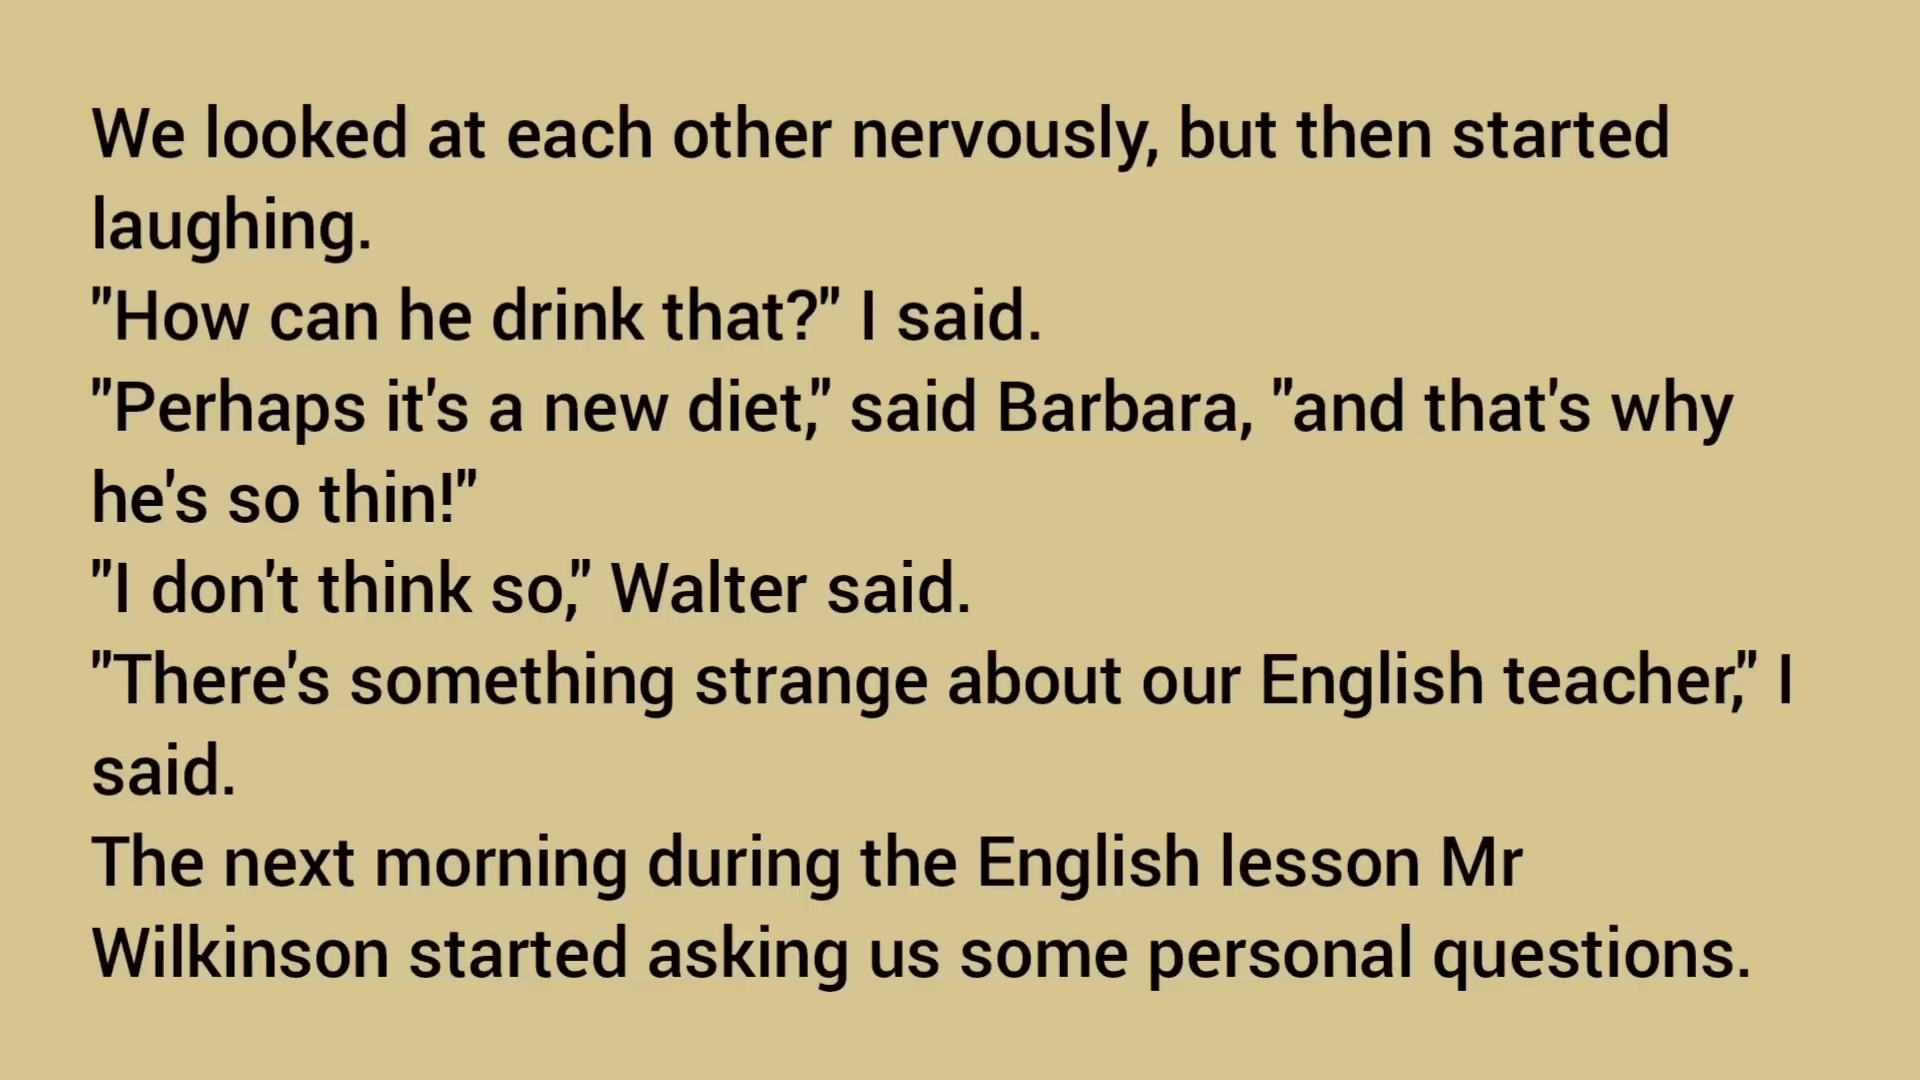 We looked at each other nervously, but then started
laughing.
"How can he drink that?" I said.
"Perhaps it's a new diet," said Barbara, "and that's why
he's so thin!"
"I don't think so," Walter said.
"There's something strange about our English teacher," I
said.
The next morning during the English lesson Mr
Wilkinson started asking us some personal questions.